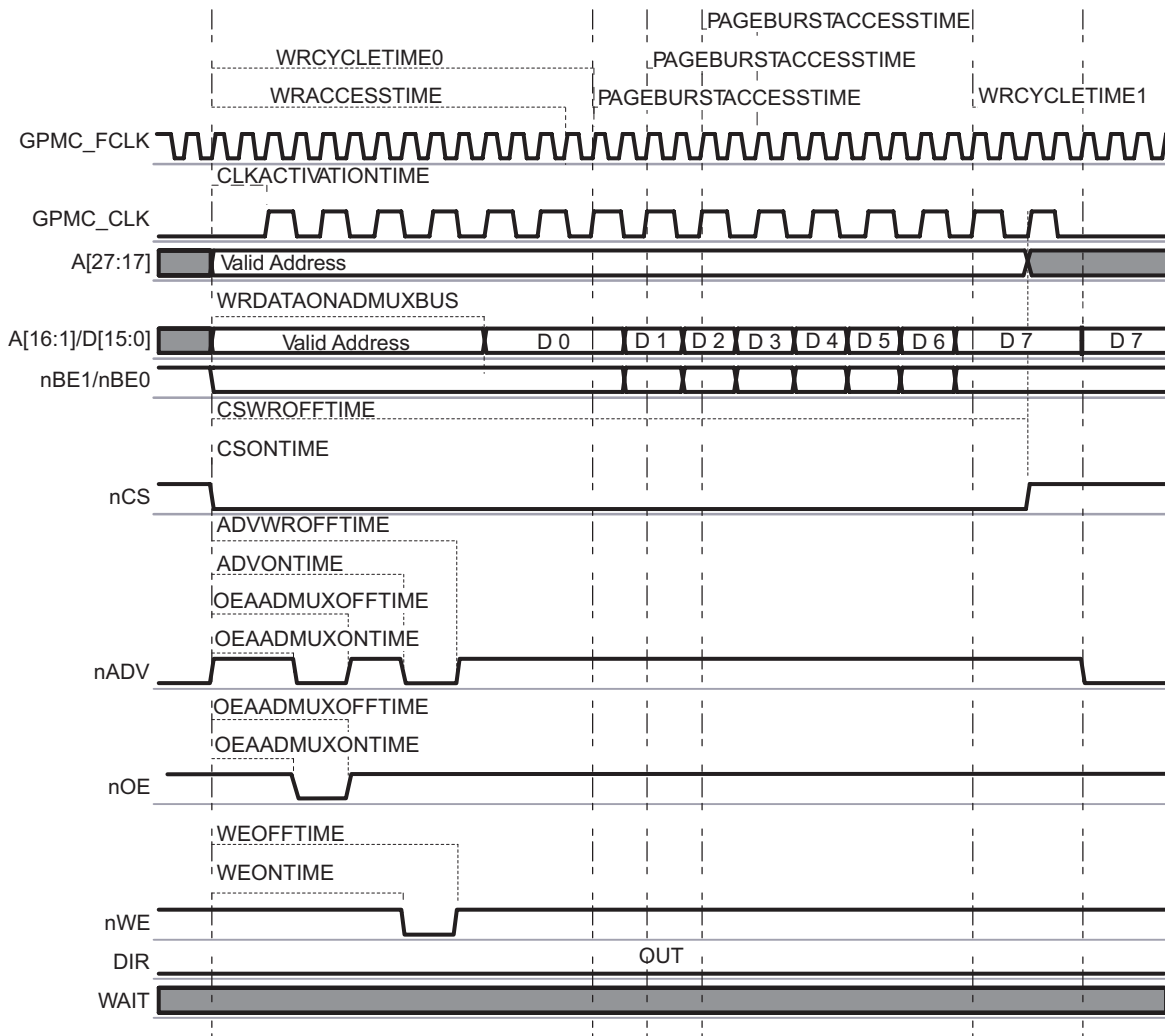 PAGEBURSTACCESSTIME
WRCYCLETIME0
PAGEBURSTACCESSTIME
WRACCESSTIME
PAGEBURSTACCESSTIME
WRCYCLETIME1
GPMC_FCLK
CLKACTIVATIONTIME
GPMC_CLK
A[27:17]
Valid Address
WRDATAONADMUXBUS
A[16:1]/D[15:0]
Valid Address
D 0
D 1
D 2
D 3
D 4
D 5
D 6
D 7
D 7
nBE1/nBE0
CSWROFFTIME
CSONTIME
nCS
ADVWROFFTIME
ADVONTIME
OEAADMUXOFFTIME
OEAADMUXONTIME
nADV
OEAADMUXOFFTIME
OEAADMUXONTIME
nOE
WEOFFTIME
WEONTIME
nWE
DIR
OUT
WAIT